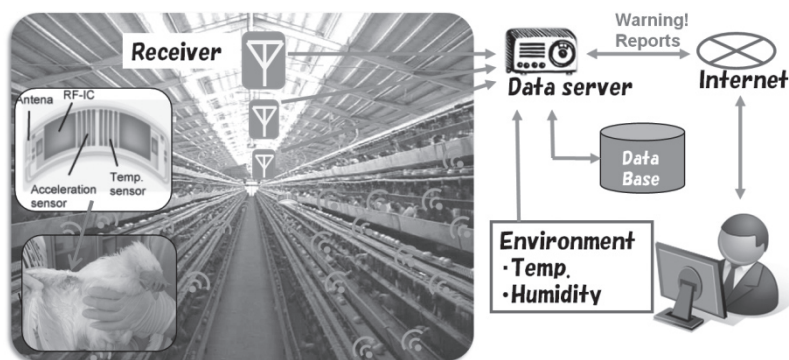 Receiver
Antena
RF-IC
Acceleration
sensor
Temp.
sensor
Warning!
Reports
Data server
Internet
Data
Base
Environment
・Temp.
・Humidity